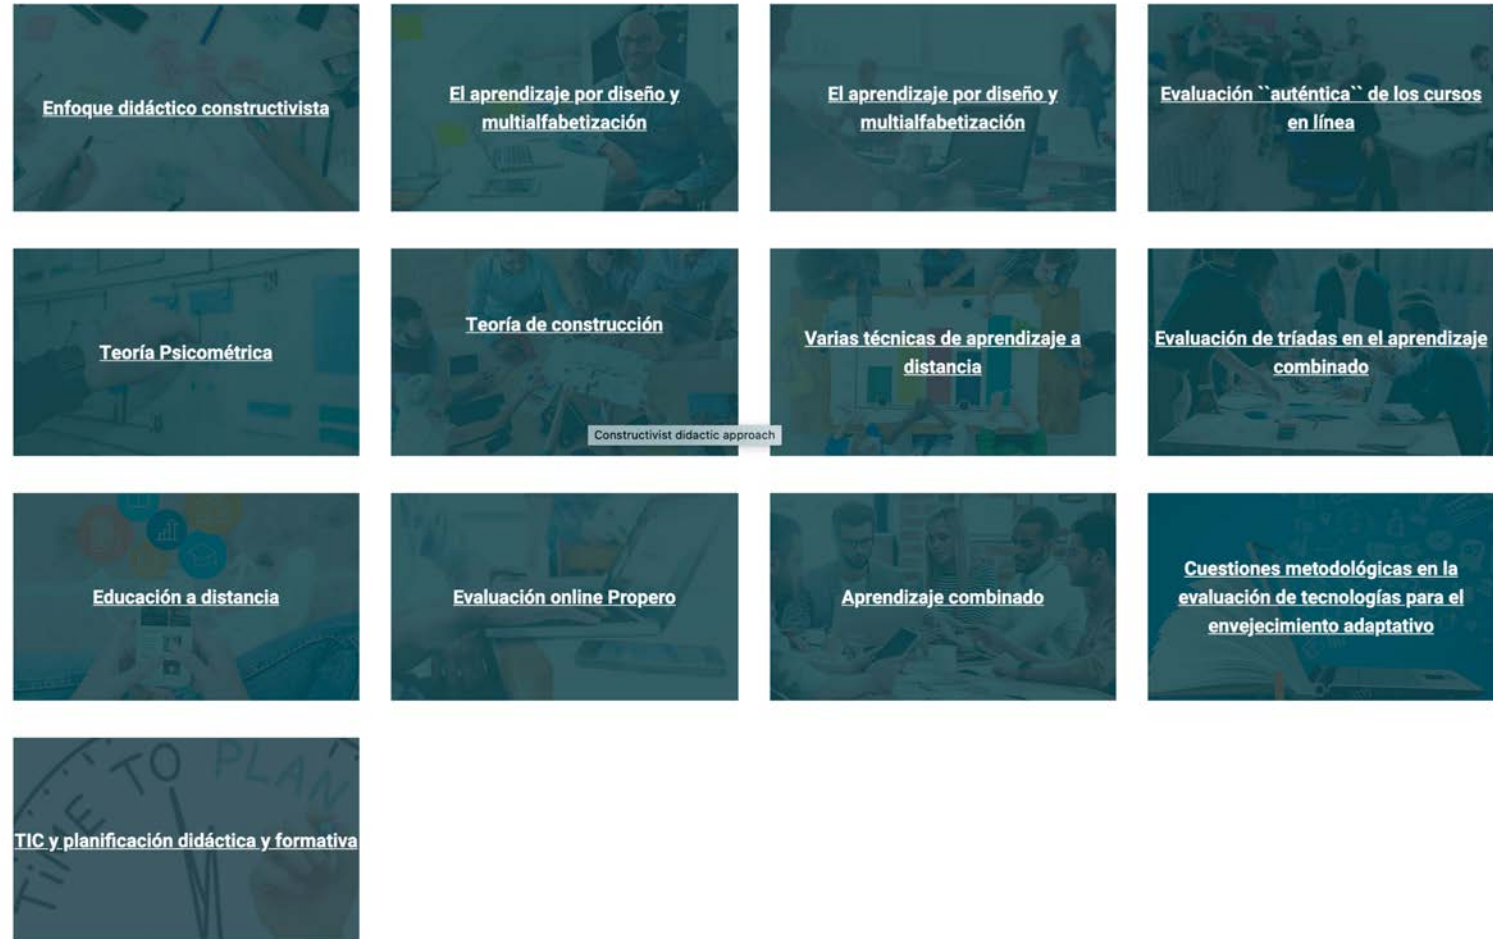 Enfoque didáctico constructivista
El aprendizaje por diseño y
multialfabetización
El aprendizaje por diseño y
multialfabetización
Evaluación ``auténtica`` de los cursos
en línea
Teoría Psicométrica
Teoría de construcción
Constructivist didactic approach
Varias técnicas de aprendizaje a
distancia
Evaluación de tríadas en el aprendizaje
combinado
Educación a distancia
Evaluación online Propero
Aprendizaje combinado
Cuestiones metodológicas en la
evaluación de tecnologías para el
envejecimiento adaptativo
TIME TO PLAN
TIC y planificación didáctica y formativa